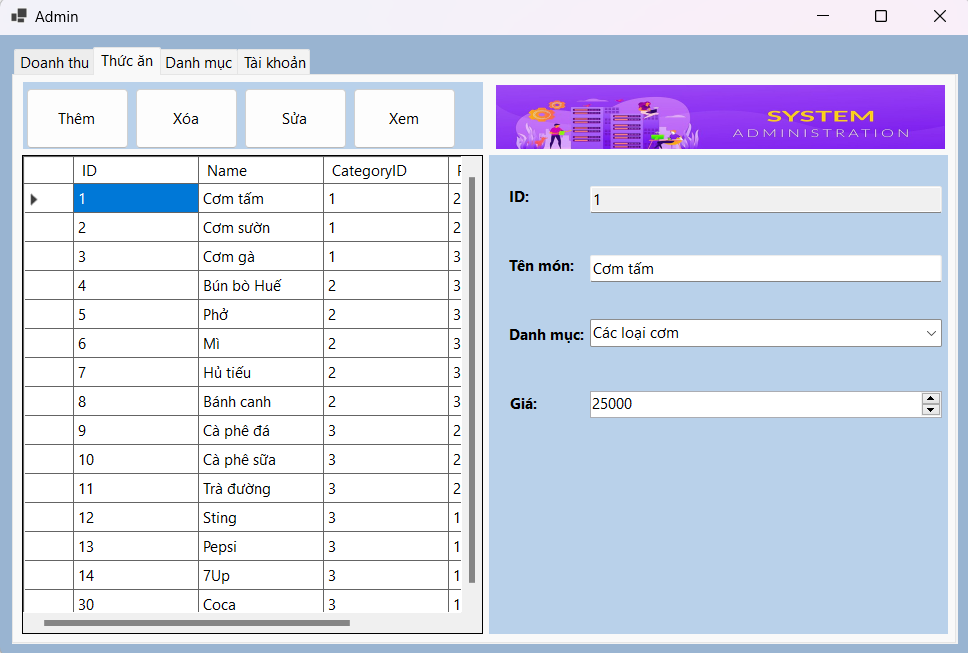 Admin
Doanh thu Thức ăn Danh mục Tài khoản
Thêm Xóa Sửa Xem
SYSTEM
ADMINISTRATION
ID Name CategoryID
1 Cơm tấm 1 2
2 Cơm sườn 1 2
3 Cơm gà 1 3
4 Bún bò Huế 2 3
5 Phở 2 3
6 Mì 2 3
7 Hủ tiếu 2 3
8 Bánh canh 2 3
9 Cà phê đá 3 2
10 Cà phê sữa 3 2
11 Trà đường 3 2
12 Sting 3 1
13 Pepsi 3 1
14 7Up 3 1
30 Coca 3 1
ID: 1
Tên món: Cơm tấm
Danh mục: Các loại cơm
Giá: 25000